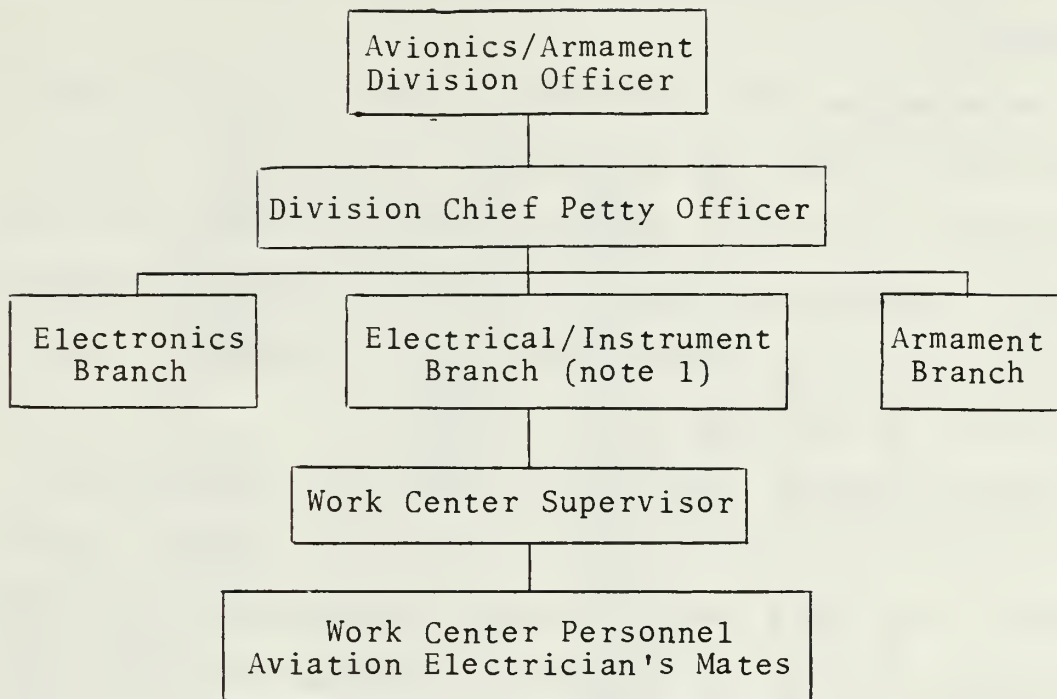 Avionics/Armament
Division Officer
Division Chief Petty Officer
Electronics
Branch
Electrical/Instrument
Branch (note 1)
Armament
Branch
Work Center Supervisor
Work Center Personnel
Aviation Electrician's Mates